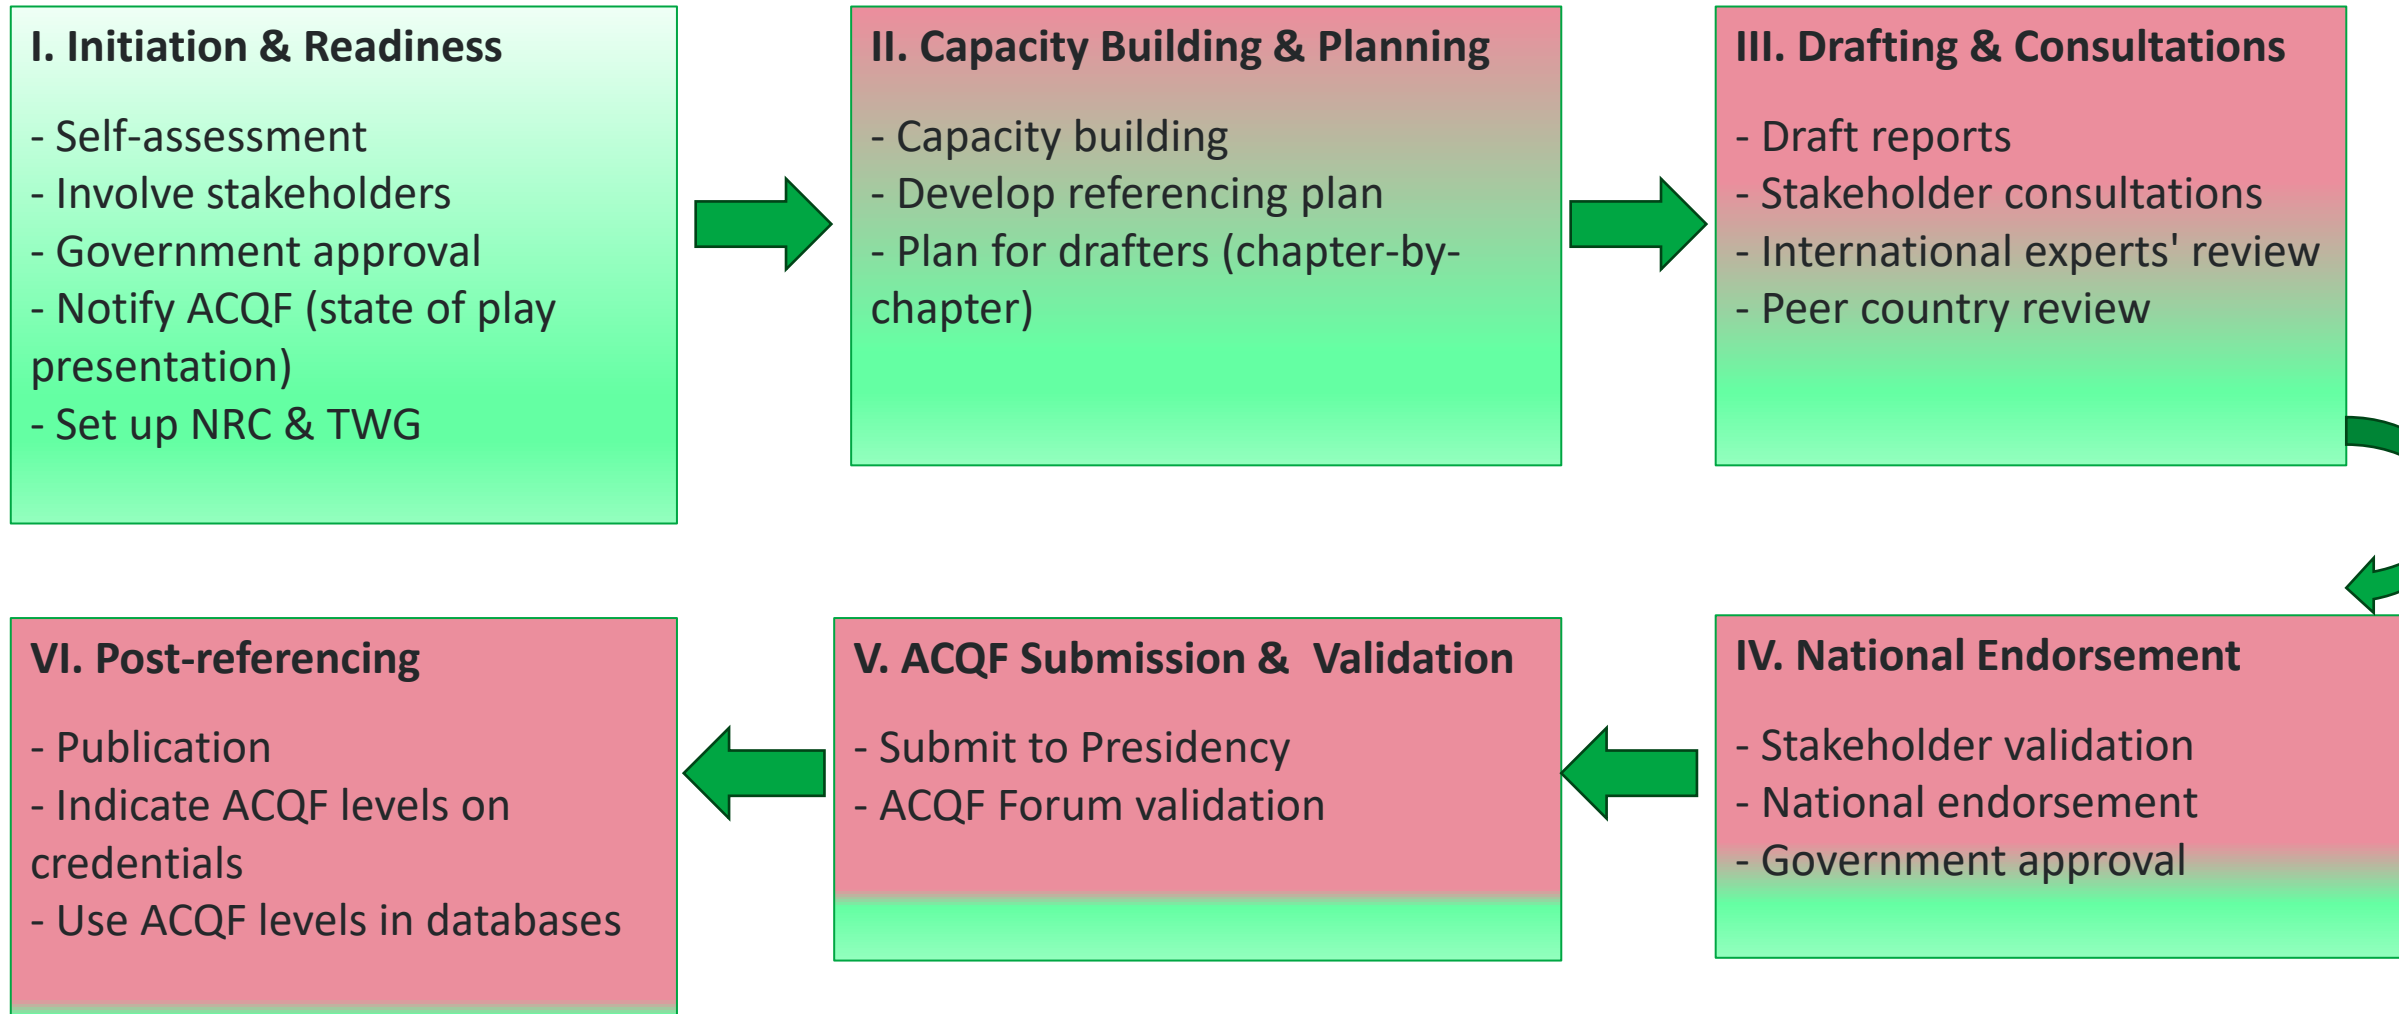 I. Initiation & Readiness
- Self-assessment
- Involve stakeholders
- Government approval
- Notify ACQF (state of play
presentation)
- Set up NRC & TWG
II. Capacity Building & Planning
- Capacity building
- Develop referencing plan
- Plan for drafters (chapter-by-
chapter)
III. Drafting & Consultations
- Draft reports
- Stakeholder consultations
- International experts' review
- Peer country review
IV. National Endorsement
- Stakeholder validation
- National endorsement
- Government approval
V. ACQF Submission &  Validation
- Submit to Presidency
- ACQF Forum validation
VI. Post-referencing
- Publication
- Indicate ACQF levels on
credentials
- Use ACQF levels in databases